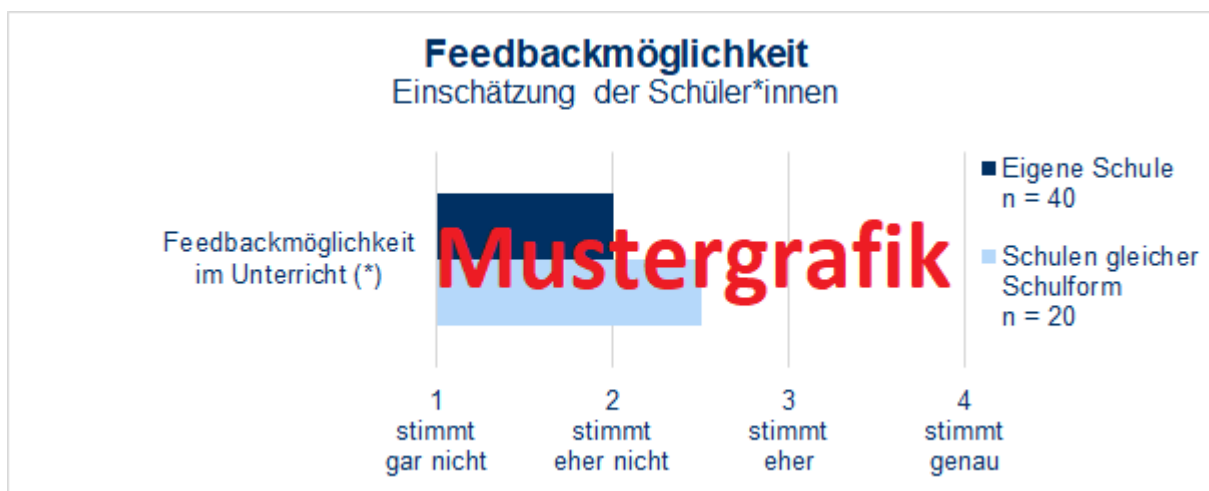 Feedbackmöglichkeit
Einschätzung der Schüler*innen
Feedbackmöglichkeit
im Unterricht (*)
Mustergrafik
Eigene Schule
n = 40
Schulen gleicher
Schulform
n = 20
1
stimmt
gar nicht
2
stimmt
eher nicht
3
stimmt
eher
4
stimmt
genau